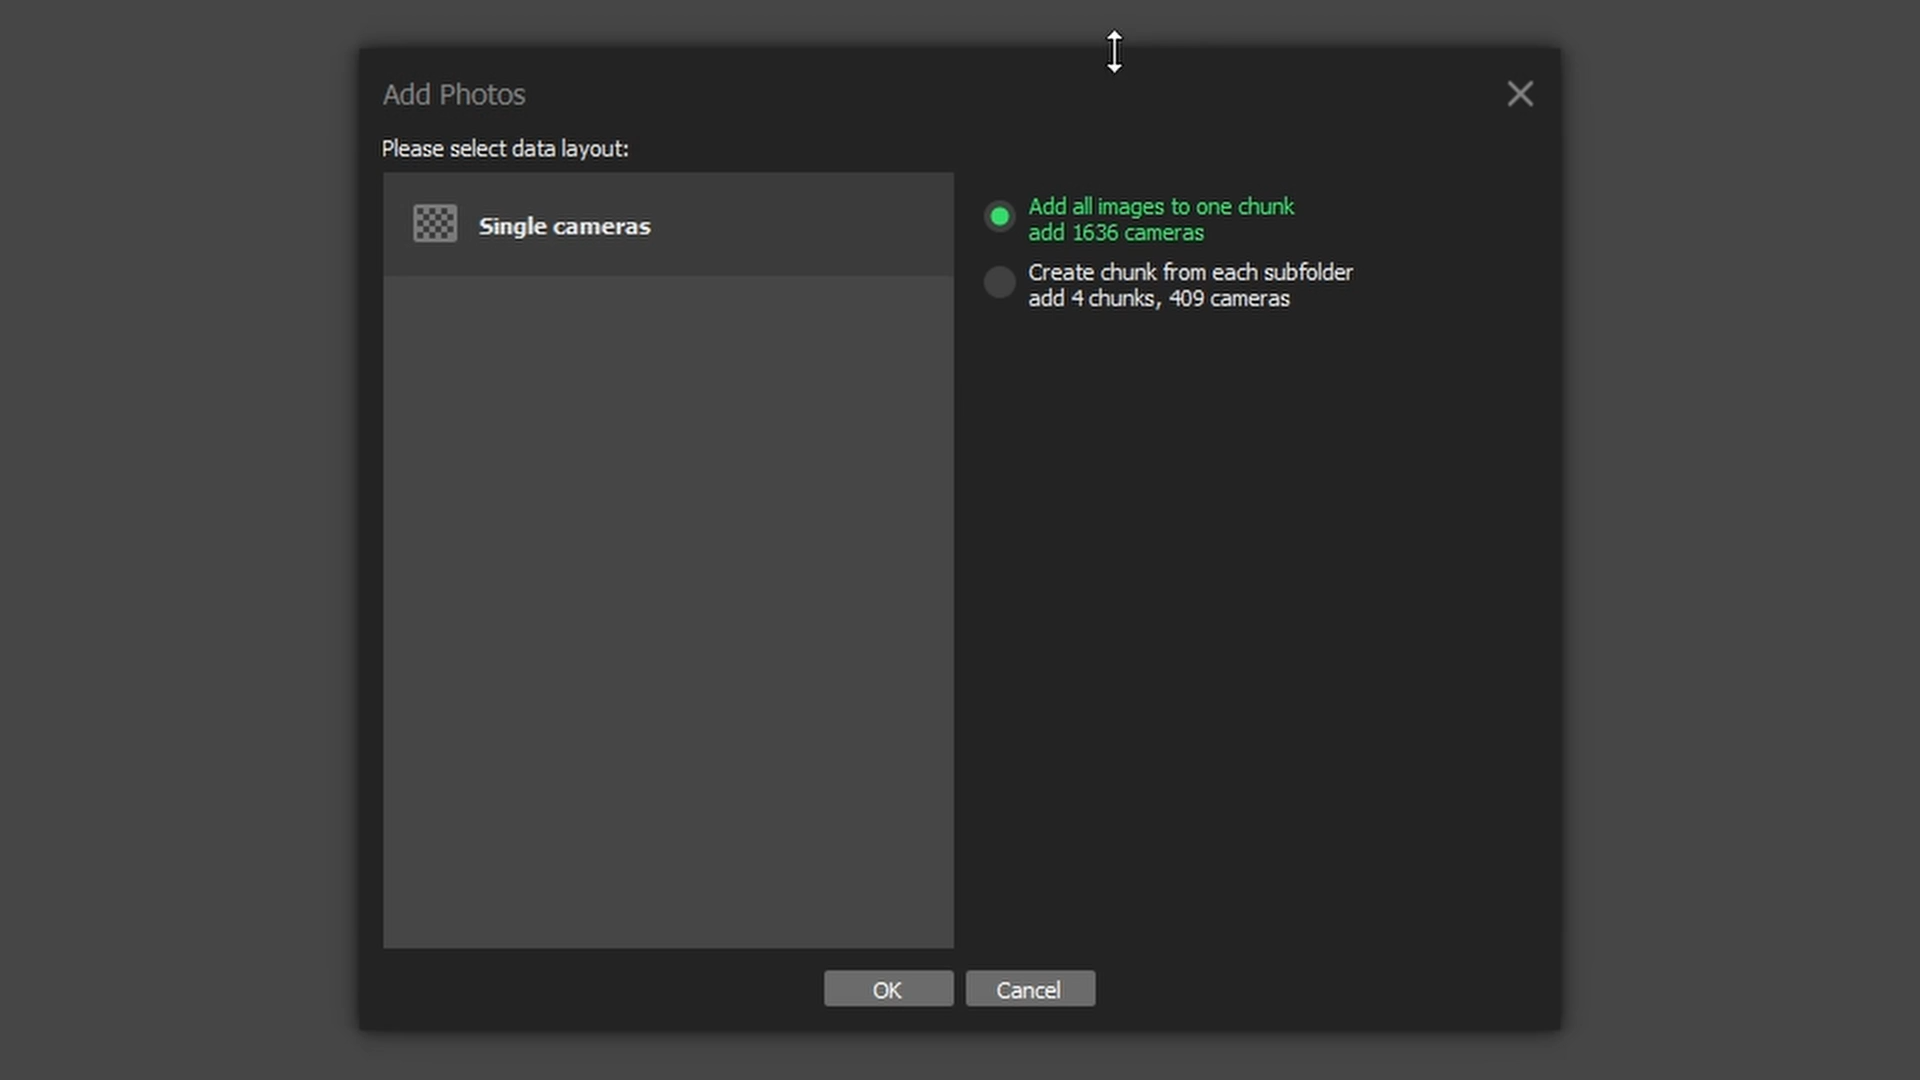 Add Photos
Please select data layout:
Single cameras
Add all images to one chunk
add 1636 cameras
Create chunk from each subfolder
add 4 chunks, 409 cameras
OK
Cancel